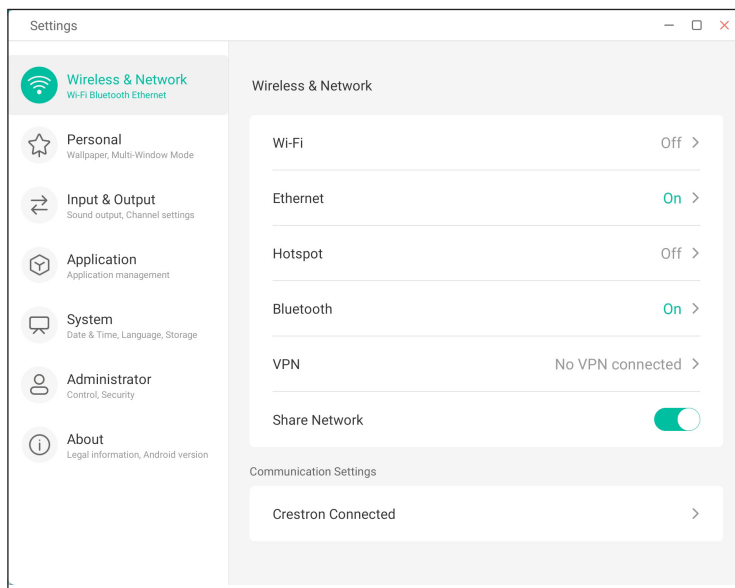 Settings
Wireless & Network
Wi-Fi Bluetooth Ethernet
Personal
Wallpaper, Multi-Window Mode
Input & Output
Sound output, Channel settings
Application
Application management
System
Date & Time, Language, Storage
Administrator
Control, Security
About
Legal information, Android version
Wireless & Network
Wi-Fi Off
Ethernet On
Hotspot Off
Bluetooth On
VPN No VPN connected
Share Network
Communication Settings
Crestron Connected